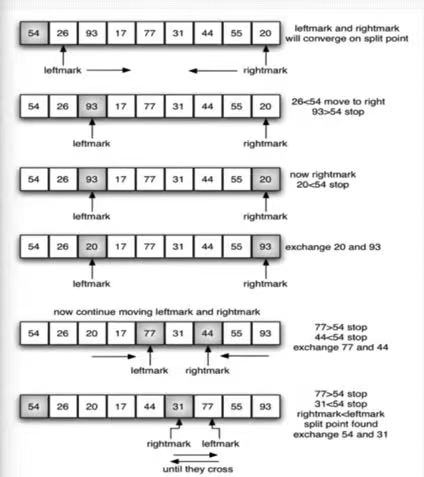 54 26 93 17 77 31 44 55 20
leftmark and rightmark
will converge on split point
leftmark rightmark
54 26 93 17 77 31 44 55 20
26<54 move to right
93>54 stop
leftmark rightmark
54 26 93 17 77 31 44 55 20
now rightmark
20<54 stop
leftmark rightmark
54 26 20 17 77 31 44 55 93
exchange 20 and 93
leftmark rightmark
now continue moving leftmark and rightmark
54 26 20 17 77 31 44 55 93
77>54 stop
44<54 stop
exchange 77 and 44
leftmark rightmark
54 26 20 17 44 31 77 55 93
77>54 stop
31<54 stop
rightmark<leftmark
split point found
exchange 54 and 31
rightmark leftmark
until they cross